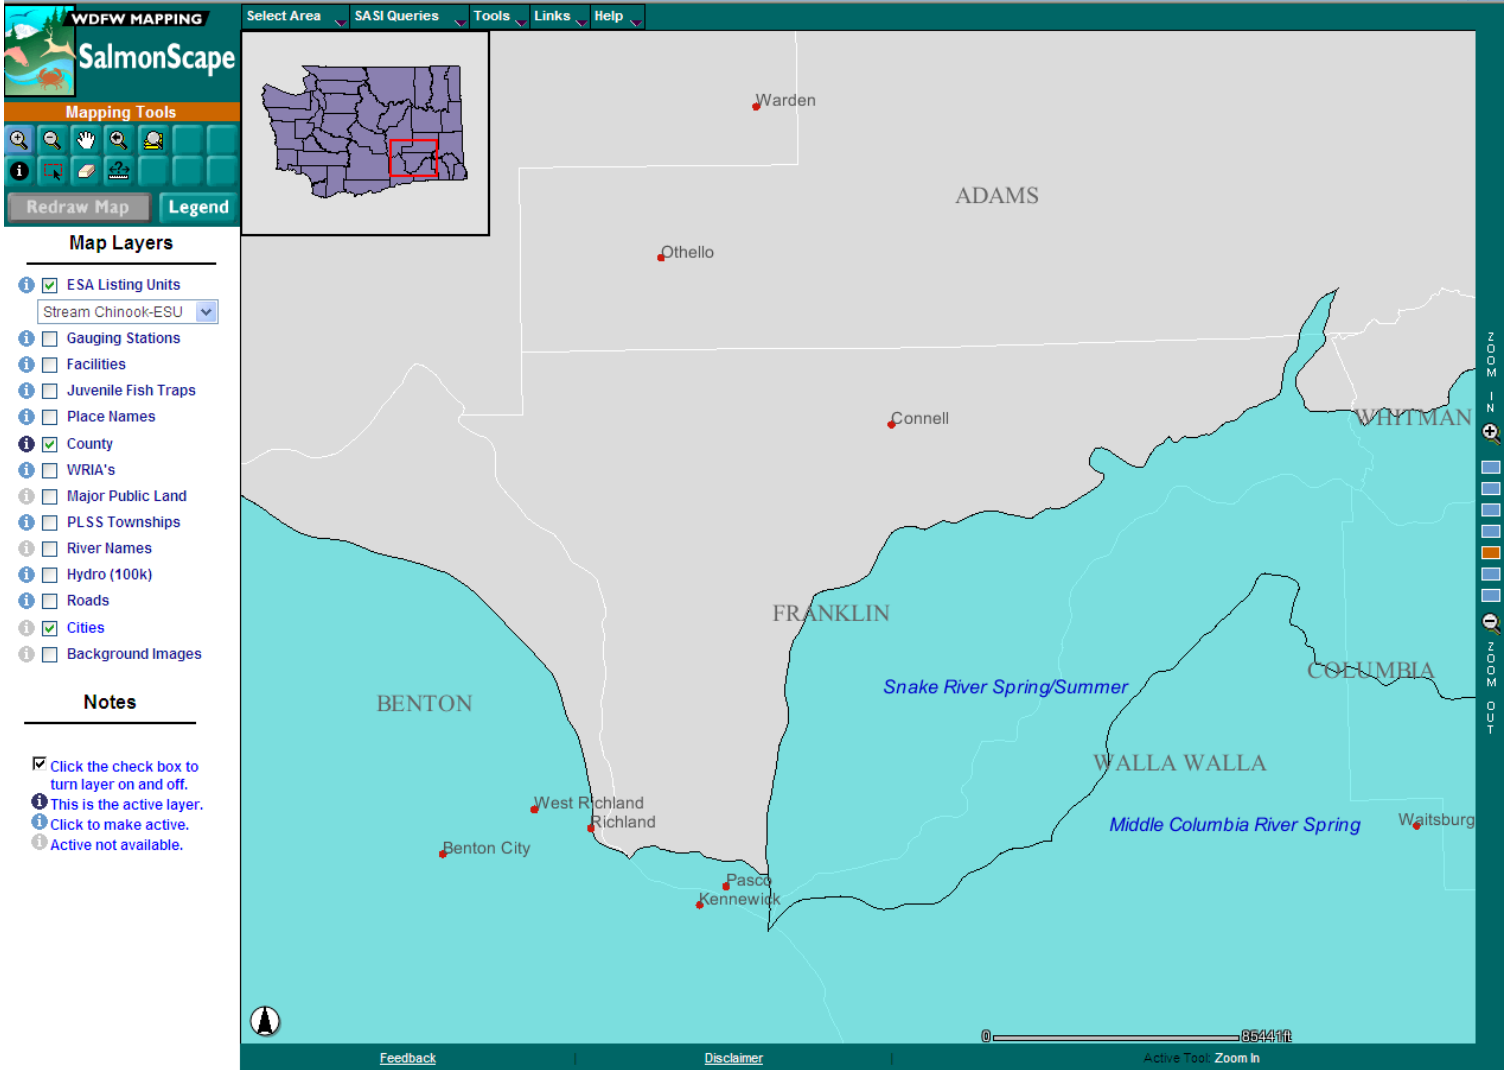 WDFW MAPPING
SalmonScape
Select Area
SASI Queries
Tools
Links
Help
Mapping Tools
Redraw Map
Legend
Map Layers
ESA Listing Units
Stream Chinook-ESU
Gauging Stations
Facilities
Juvenile Fish Traps
Place Names
County
WRIA's
Major Public Land
PLSS Townships
River Names
Hydro (100k)
Roads
Cities
Background Images
Notes
Click the check box to
turn layer on and off.
This is the active layer.
Click to make active.
Active not available.
Warden
ADAMS
Othello
Connell
WHITMAN
FRANKLIN
COLUMBIA
Snake River Spring/Summer
BENTON
WALLA WALLA
West Richland
Richland
Middle Columbia River Spring
Waitsburg
Benton City
Pasco
Kennewick
0
85441ft
ZOOM IN
ZOOM OUT
Feedback
Disclaimer
Active Tool: Zoom In